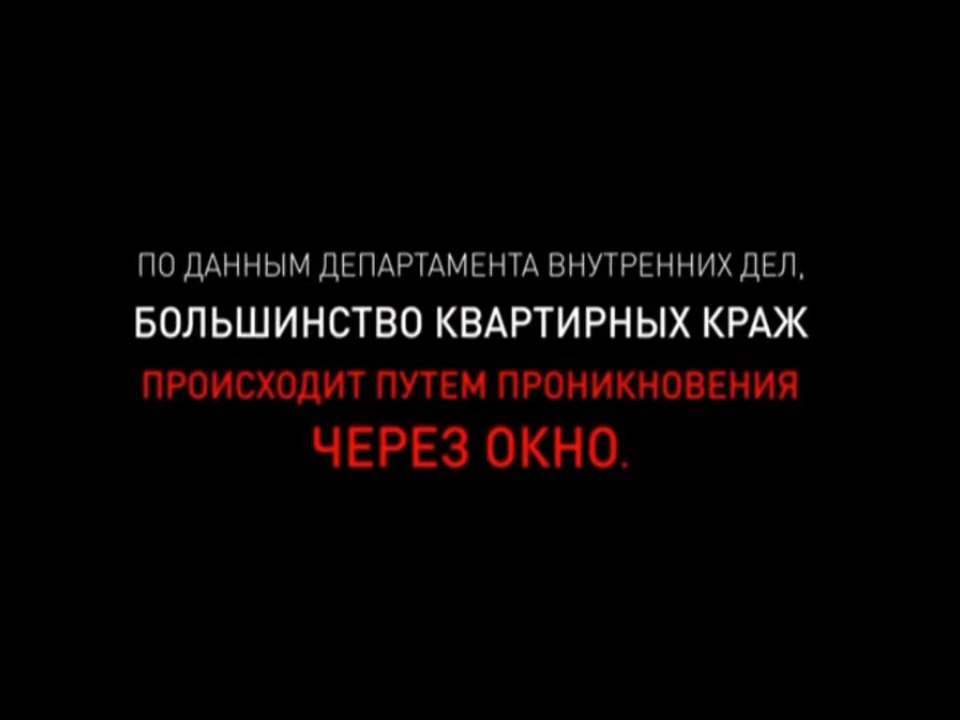 ПО ДАННЫМ ДЕПАРТАМЕНТА ВНУТРЕННИХ ДЕЛ,
БОЛЬШИНСТВО КВАРТИРНЫХ КРАЖ
ПРОИСХОДИТ ПУТЕМ ПРОНИКНОВЕНИЯ
ЧЕРЕЗ ОКНО.